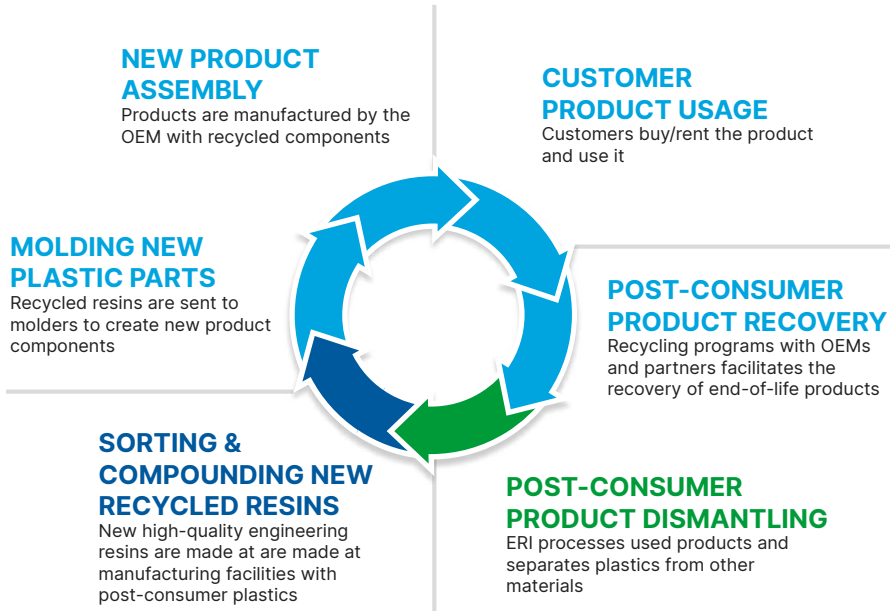 NEW PRODUCT
ASSEMBLY
Products are manufactured by the
OEM with recycled components
CUSTOMER
PRODUCT USAGE
Customers buy/rent the product
and use it
POST-CONSUMER
PRODUCT RECOVERY
Recycling programs with OEMs
and partners facilitates the
recovery of end-of-life products
POST-CONSUMER
PRODUCT DISMANTLING
ERI processes used products and
separates plastics from other
materials
SORTING &
COMPOUNDING NEW
RECYCLED RESINS
New high-quality engineering
resins are made at are made at
manufacturing facilities with
post-consumer plastics
MOLDING NEW
PLASTIC PARTS
Recycled resins are sent to
molders to create new product
components